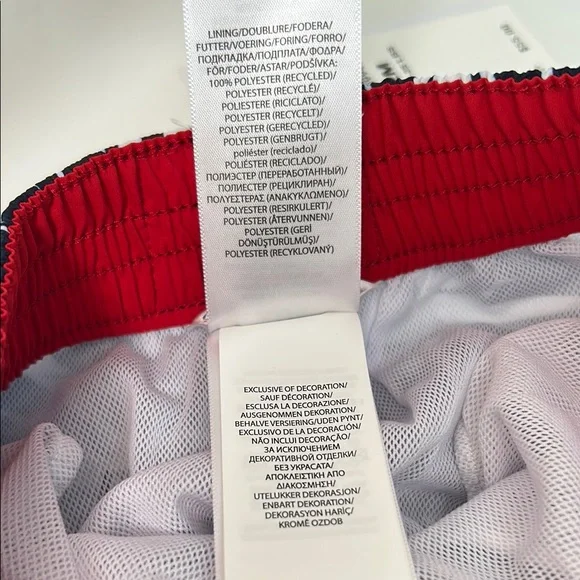 LINING/DOUBLURE/FODERA/
FUTTER/VOERING/FORING/FORRO/
ПОДКЛАДКА/ПОДПЛАТА/ΦΟΔΡΑ/
FÔR/FODER/ASTAR/PODŠÍVKA:
100% POLYESTER (RECYCLED)/
POLYESTER (RECYCLÉ)/
POLIESTERE (RICICLATO)/
POLYESTER (RECYCELT)/
POLYESTER (GERECYCLED)/
POLYESTER (GENBRUGT)/
poliéster (reciclado)/
POLIÉSTER (reciclado)/
ПОЛИЭСТЕР (ПЕРЕРАБОТАННЫЙ)/
ПОЛИЕСТЕР (РЕЦИКЛИРАН)/
ΠΟΛΥΕΣΤΕΡΑΣ (ΑΝΑΚΥΚΛΩΜΕΝΟ)/
POLYESTER (RESIRKULERT)/
POLYESTER (ÅTERVUNNEN)/
POLYESTER (GERİ
DÖNÜŞTÜRÜLMÜŞ)/
POLYESTER (RECYKLOVANÝ)
EXCLUSIVE OF DECORATION/
SAUF DÉCORATION/
ESCLUSA LA DECORAZIONE/
AUSGENOMMEN DEKORATION/
BEHALVE VERSIERING/UDEN PYNT/
EXCLUSIVO DE LA DECORACIÓN/
NÃO INCLUI DECORAÇÃO/
ЗА ИСКЛЮЧЕНИЕМ
ДЕКОРАТИВНОЙ ОТДЕЛКИ/
БЕЗ УКРАСАТА/
ΑΠΟΚΛΕΙΣΤΙΚΗ ΑΠΟ
ΔΙΑΚΟΣΜΗΣΗ/
UTELUKKER DEKORASJON/
ENBART DEKORATION/
DEKORASYON HARİÇ/
KROMĚ OZDOB
M